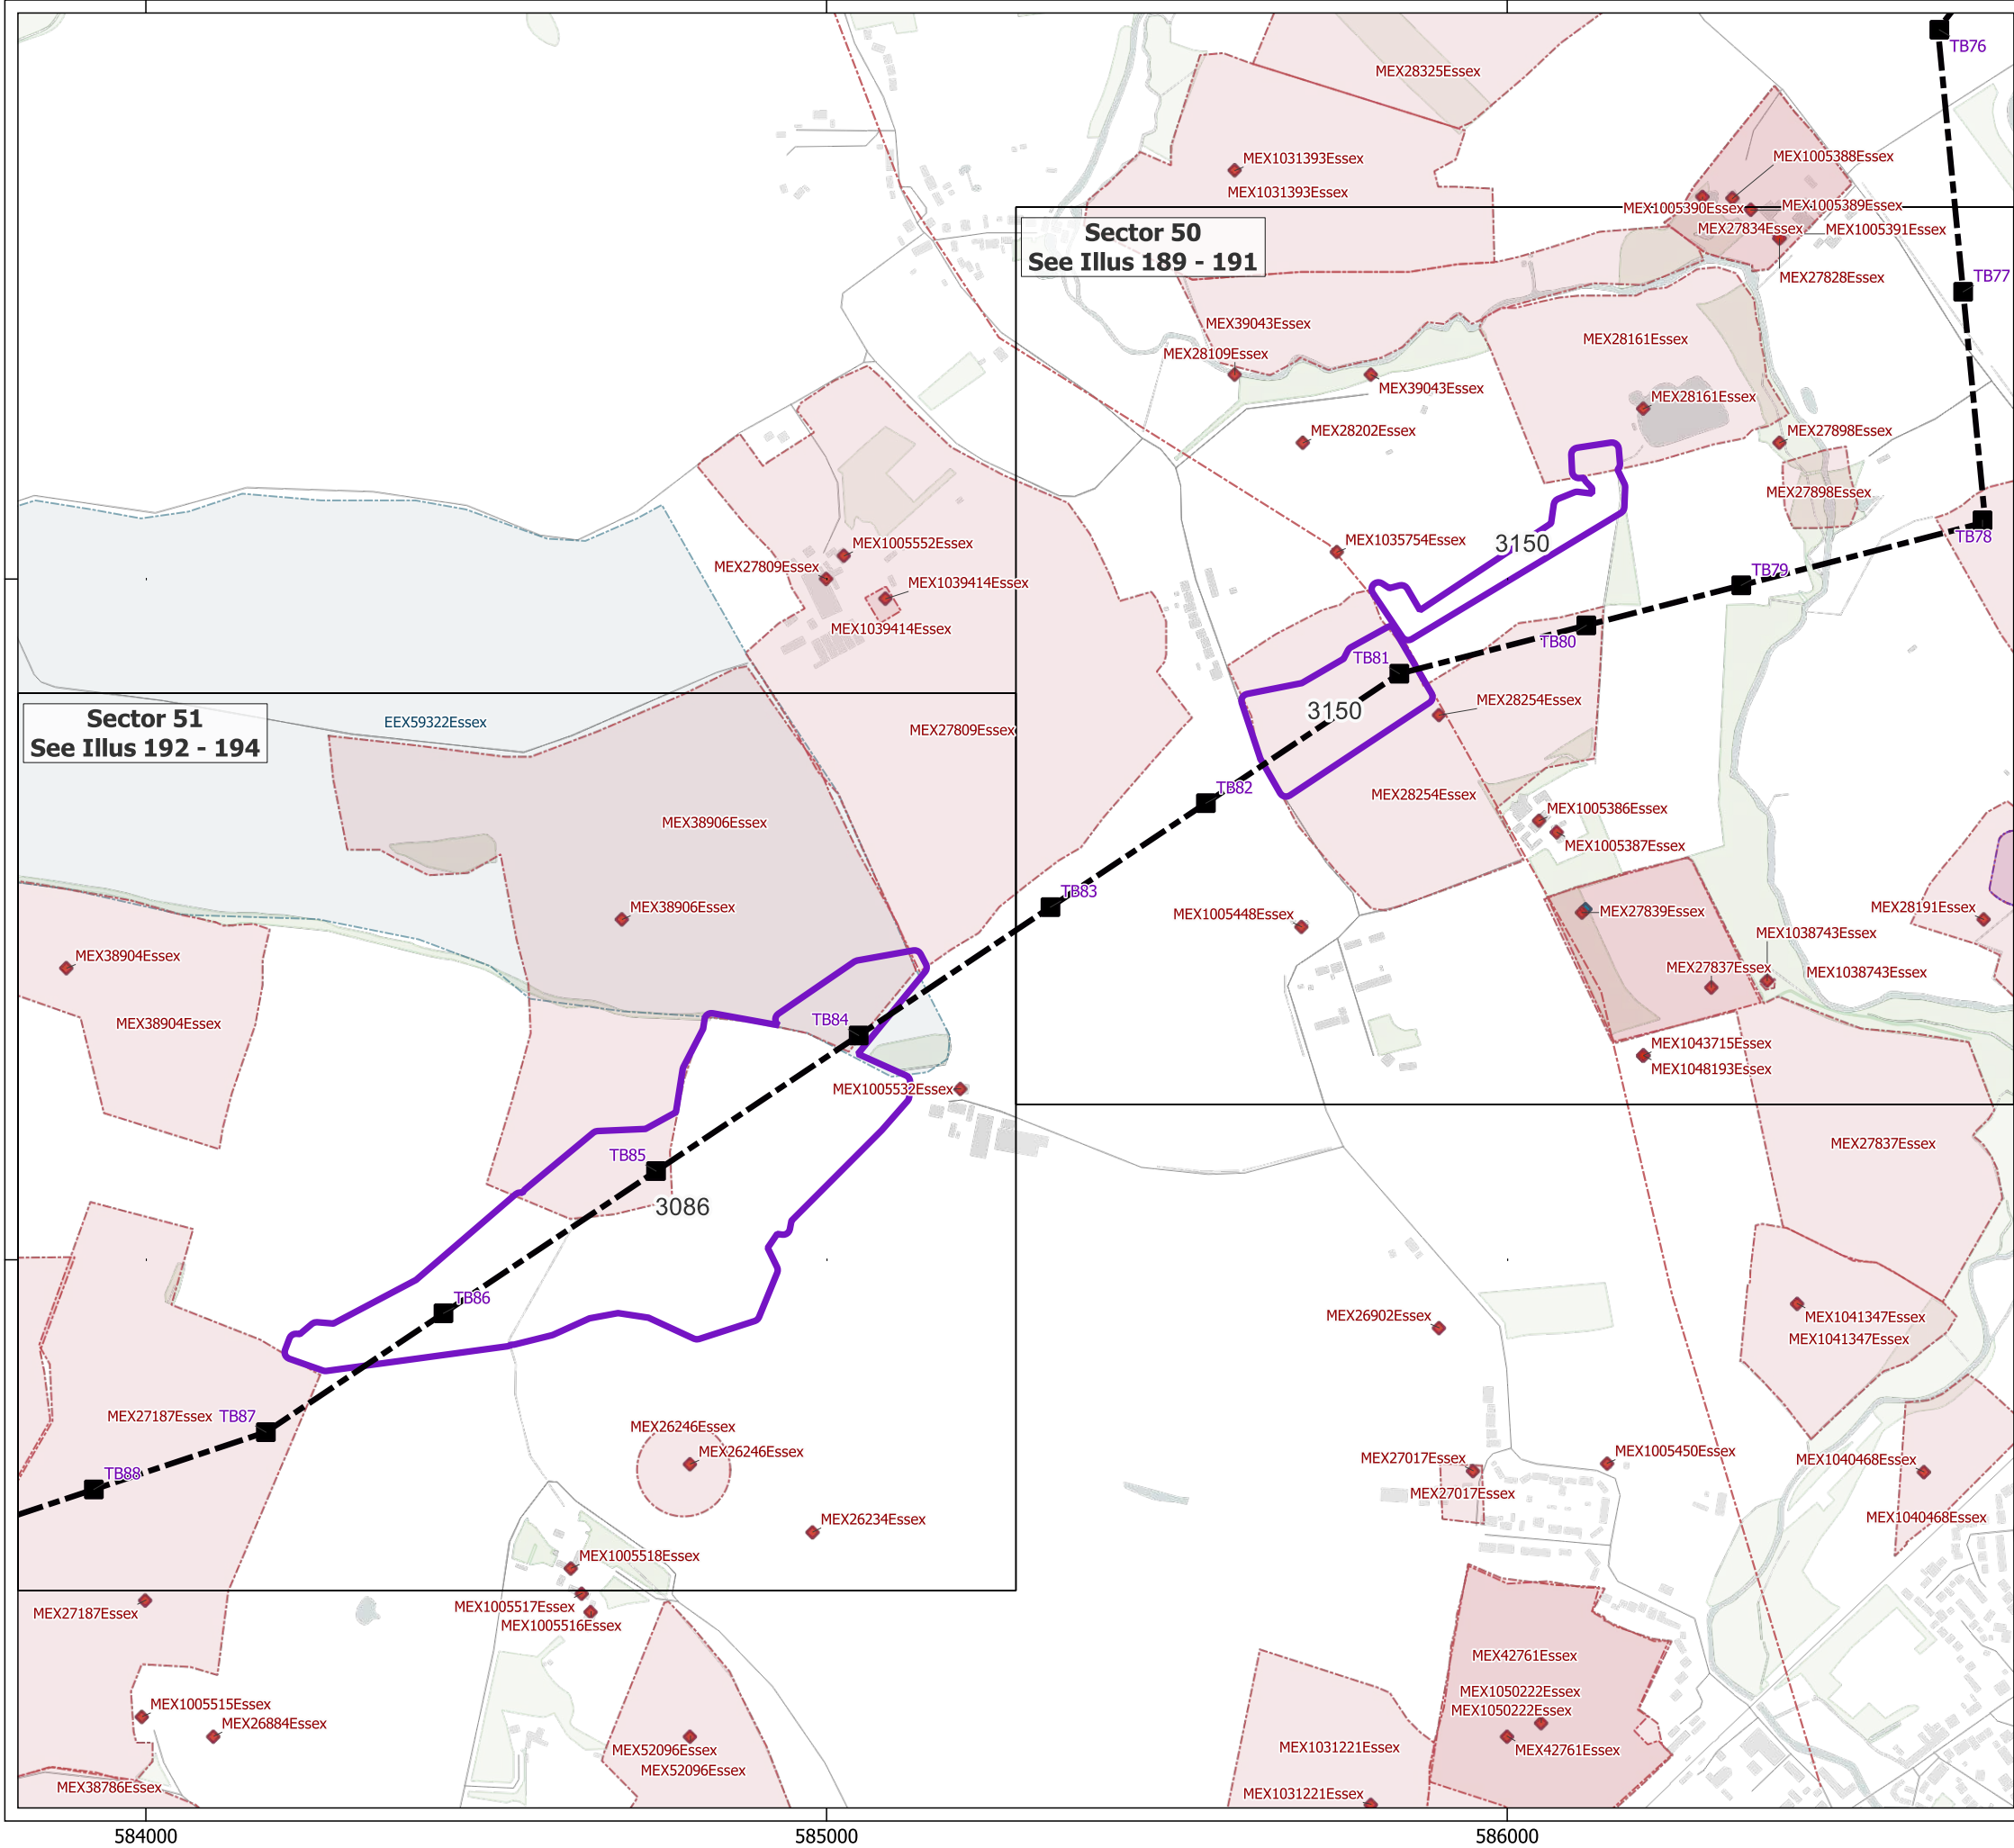 TB76
MEX28325Essex
MEX1031393Essex
MEX1031393Essex
MEX1005388Essex
MEX1005390Essex
MEX1005389Essex
MEX27834Essex
MEX1005391Essex
MEX27828Essex
TB77
Sector 50
See Illus 189 - 191
MEX39043Essex
MEX28109Essex
MEX39043Essex
MEX28161Essex
MEX28161Essex
MEX28202Essex
MEX27898Essex
MEX27898Essex
TB78
MEX1035754Essex
3150
TB79
TB80
TB81
MEX1005552Essex
MEX27809Essex
MEX1039414Essex
MEX1039414Essex
MEX28254Essex
3150
Sector 51
See Illus 192 - 194
EEX59322Essex
MEX27809Essex
TB82
MEX28254Essex
MEX1005386Essex
MEX1005387Essex
MEX38906Essex
MEX38906Essex
TB83
MEX1005448Essex
MEX27839Essex
MEX28191Essex
MEX1038743Essex
MEX27837Essex
MEX1038743Essex
MEX38904Essex
MEX38904Essex
TB84
MEX1043715Essex
MEX1048193Essex
MEX1005532Essex
MEX27837Essex
TB85
3086
TB86
MEX26902Essex
MEX1041347Essex
MEX1041347Essex
MEX27187Essex
TB87
MEX26246Essex
MEX26246Essex
TB88
MEX27017Essex
MEX27017Essex
MEX1005450Essex
MEX1040468Essex
MEX1040468Essex
MEX26234Essex
MEX1005518Essex
MEX1005517Essex
MEX1005516Essex
MEX27187Essex
MEX42761Essex
MEX1050222Essex
MEX1050222Essex
MEX42761Essex
MEX1005515Essex
MEX26884Essex
MEX52096Essex
MEX52096Essex
MEX1031221Essex
MEX1031221Essex
MEX38786Essex
584000
585000
586000